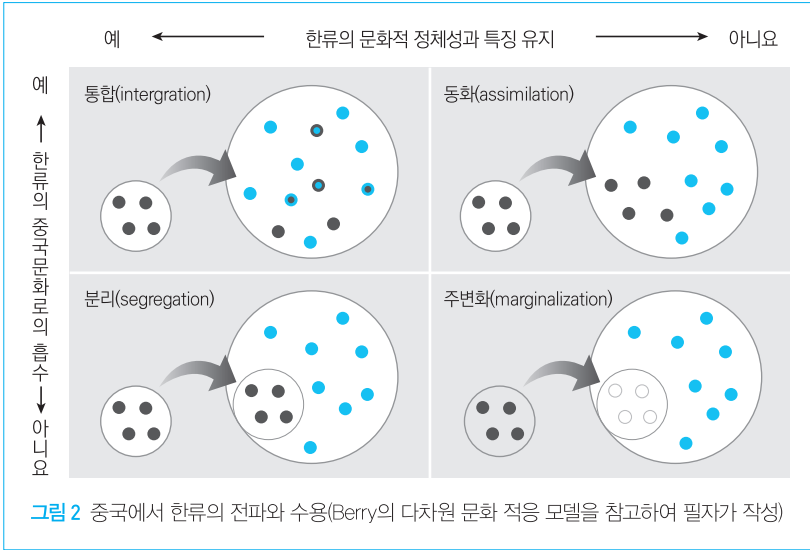 예 한류의 문화적 정체성과 특징 유지 아니요
예
한류의 중국문화로의 흡수
아니요
통합(intergration)
동화(assimilation)
분리(segregation)
주변화(marginalization)
그림 2 중국에서 한류의 전파와 수용(Berry의 다차원 문화 적응 모델을 참고하여 필자가 작성)